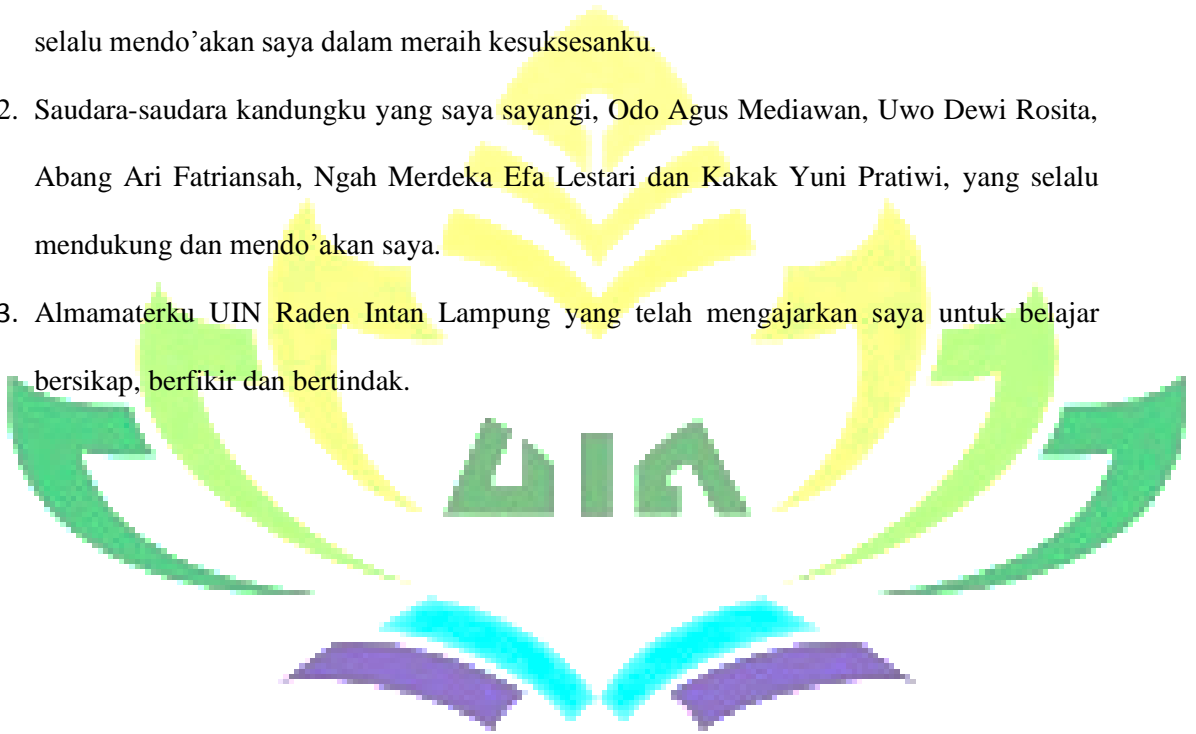 selalu mendo’akan saya dalam meraih kesuksesanku.
2. Saudara-saudara kandungku yang saya sayangi, Odo Agus Mediawan, Uwo Dewi Rosita,
Abang Ari Fatriansah, Ngah Merdeka Efa Lestari dan Kakak Yuni Pratiwi, yang selalu
mendukung dan mendo’akan saya.
3. Almamaterku UIN Raden Intan Lampung yang telah mengajarkan saya untuk belajar
bersikap, berfikir dan bertindak.
UIN